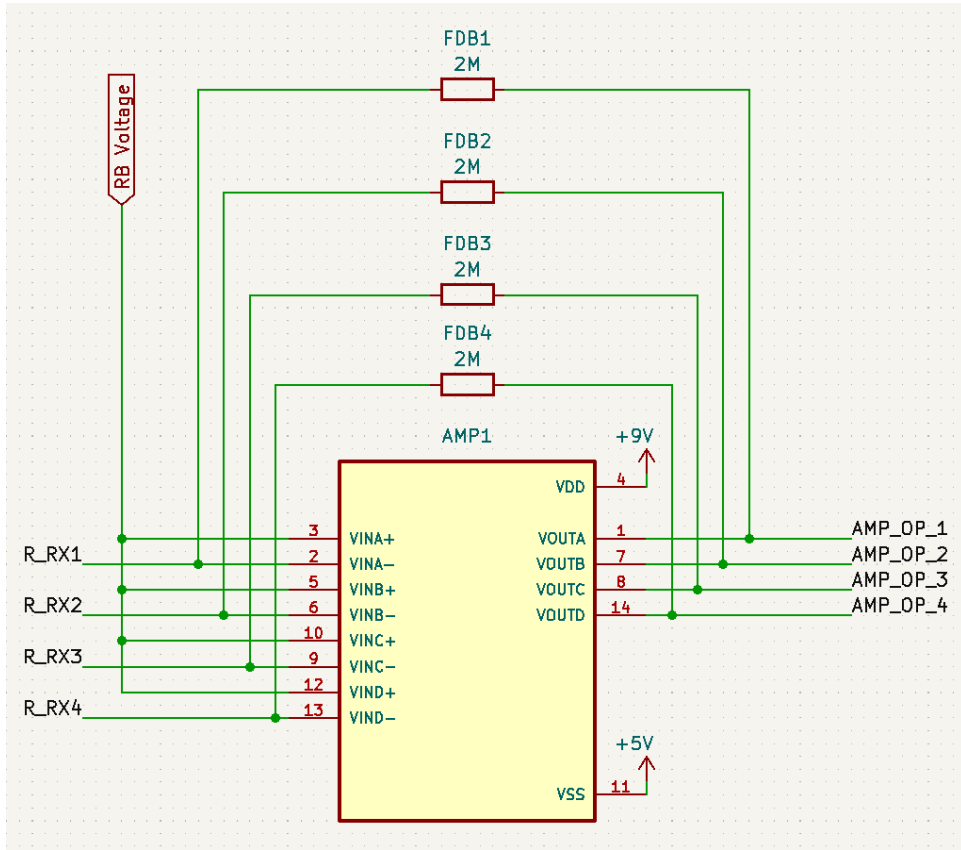 FDB1
2M
FDB2
2M
FDB3
2M
FDB4
2M
RB Voltage
AMP1
+9V
VDD
4
R_RX1
R_RX2
R_RX3
R_RX4
3
2
5
6
10
9
12
13
VINA+
VINA-
VINB+
VINB-
VINC+
VINC-
VIND+
VIND-
VOUTA
VOUTB
VOUTC
VOUTD
1
7
8
14
AMP_OP_1
AMP_OP_2
AMP_OP_3
AMP_OP_4
+5V
VSS
11